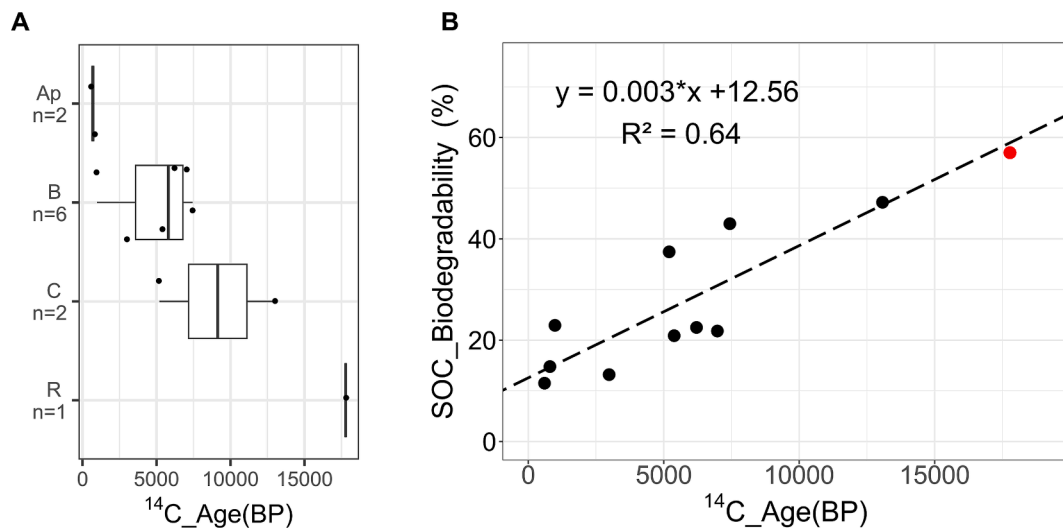 A
Ap
n=2
B
n=6
C
n=2
R
n=1
0 5000 10000 15000
¹⁴C_Age(BP)
B
y = 0.003*x +12.56
R² = 0.64
SOC_Biodegradability (%)
60
40
20
0
0 5000 10000 15000
¹⁴C_Age(BP)